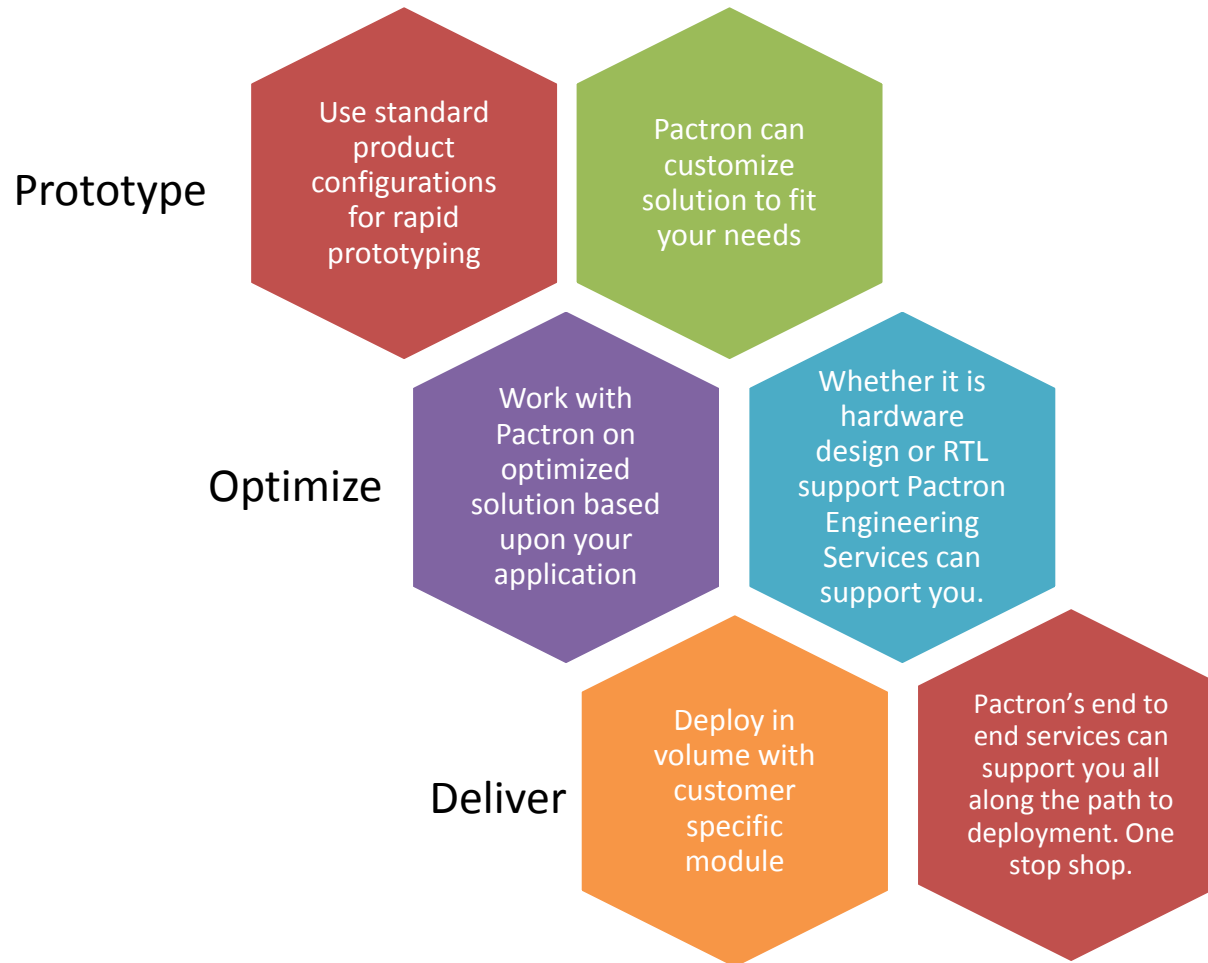 Prototype
Use standard
product
configurations
for rapid
prototyping
Pactron can
customize
solution to fit
your needs
Optimize
Work with
Pactron on
optimized
solution based
upon your
application
Whether it is
hardware
design or RTL
support Pactron
Engineering
Services can
support you.
Deliver
Deploy in
volume with
customer
specific
module
Pactron’s end to
end services can
support you all
along the path to
deployment. One
stop shop.